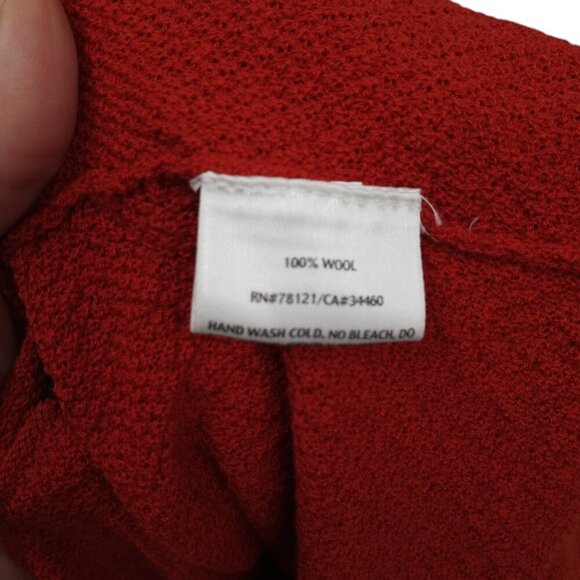 100% WOOL
RN#78121/CA#34460
HAND WASH COLD, NO BLEACH, DO